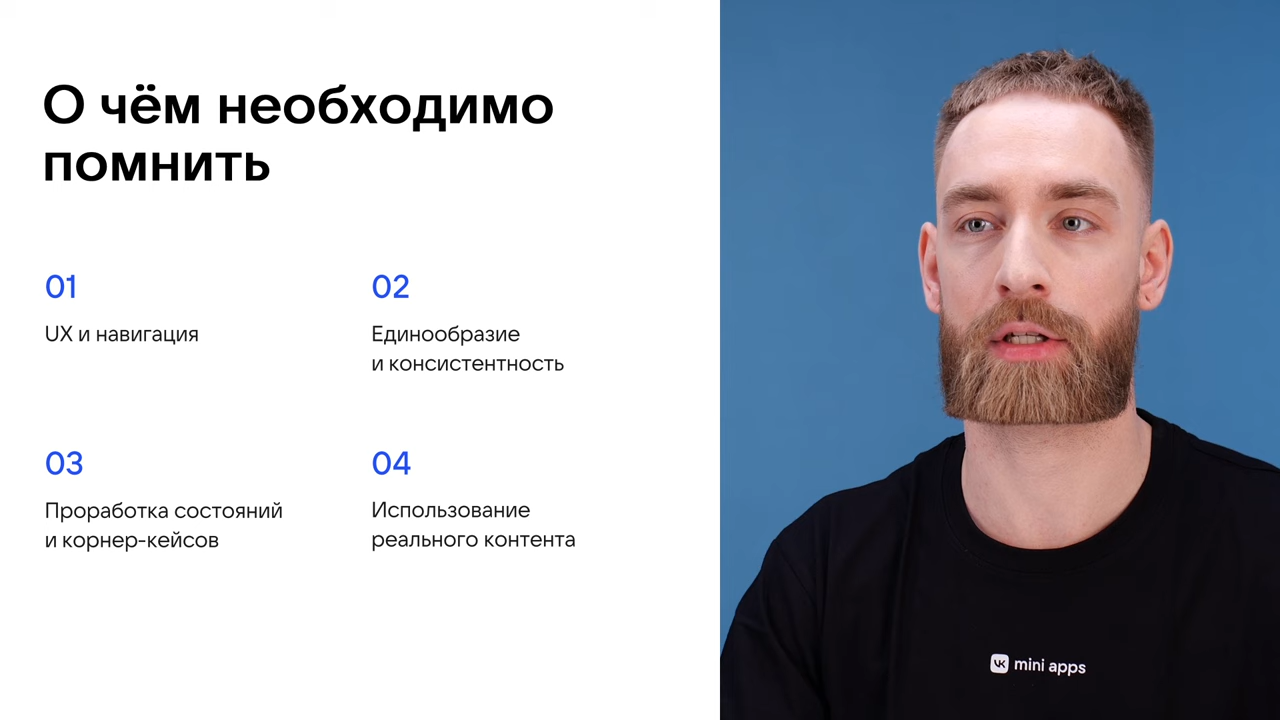 О чём необходимо
помнить
01
UX и навигация
02
Единообразие
и консистентность
03
Проработка состояний
и корнер-кейсов
04
Использование
реального контента
VK mini apps